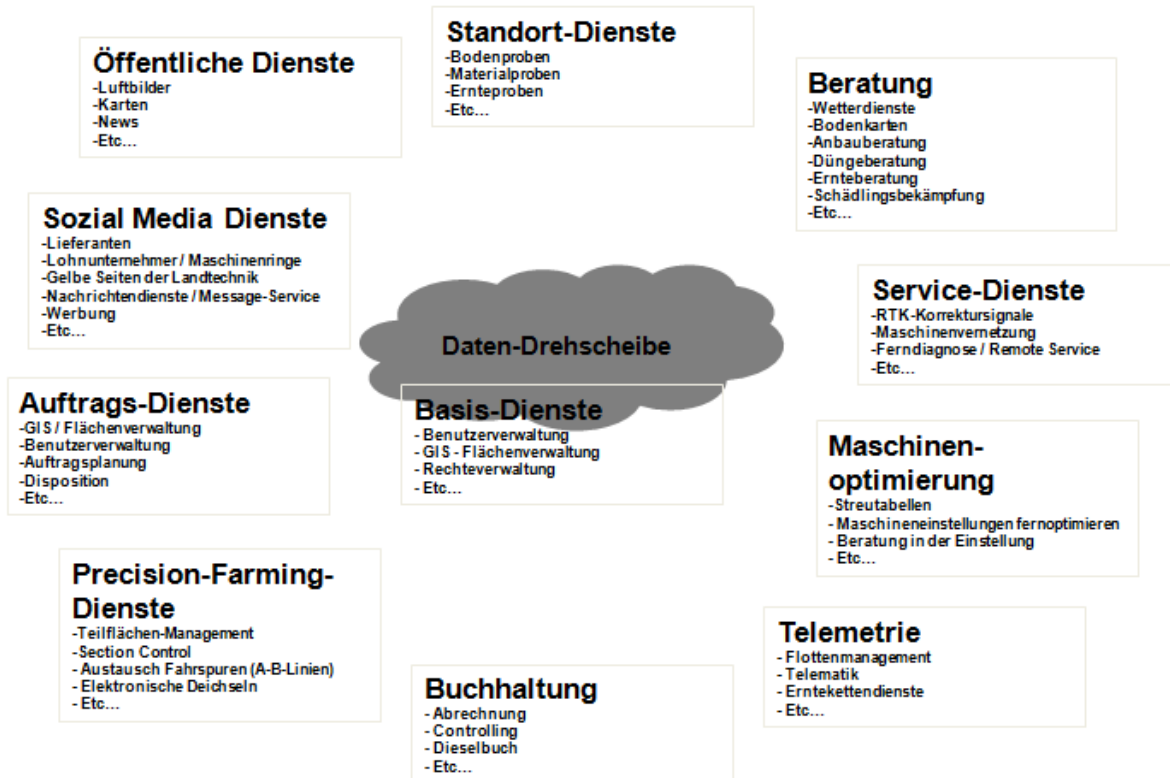 Öffentliche Dienste
-Luftbilder
-Karten
-News
-Etc...
Standort-Dienste
-Bodenproben
-Materialproben
-Ernteproben
-Etc...
Beratung
-Wetterdienste
-Bodenkarten
-Anbauberatung
-Düngeberatung
-Ernteberatung
-Schädlingsbekämpfung
-Etc...
Sozial Media Dienste
-Lieferanten
-Lohnunternehmer / Maschinenringe
-Gelbe Seiten der Landtechnik
-Nachrichtendienste / Message-Service
-Werbung
-Etc...
Daten-Drehscheibe
Service-Dienste
-RTK-Korrektursignale
-Maschinenvernetzung
-Ferndiagnose / Remote Service
-Etc...
Auftrags-Dienste
-GIS / Flächenverwaltung
-Benutzerverwaltung
-Auftragsplanung
-Disposition
-Etc...
Basis-Dienste
- Benutzerverwaltung
- GIS - Flächenverwaltung
- Rechteverwaltung
- Etc...
Maschinen-
optimierung
-Streutabellen
- Maschineneinstellungen fernoptimieren
- Beratung in der Einstellung
- Etc...
Precision-Farming-
Dienste
-Teilflächen-Management
-Section Control
- Austausch Fahrspuren (A-B-Linien)
- Elektronische Deichseln
- Etc...
Buchhaltung
- Abrechnung
- Controlling
- Dieselbuch
- Etc...
Telemetrie
- Flottenmanagement
- Telematik
- Erntekettendienste
- Etc...